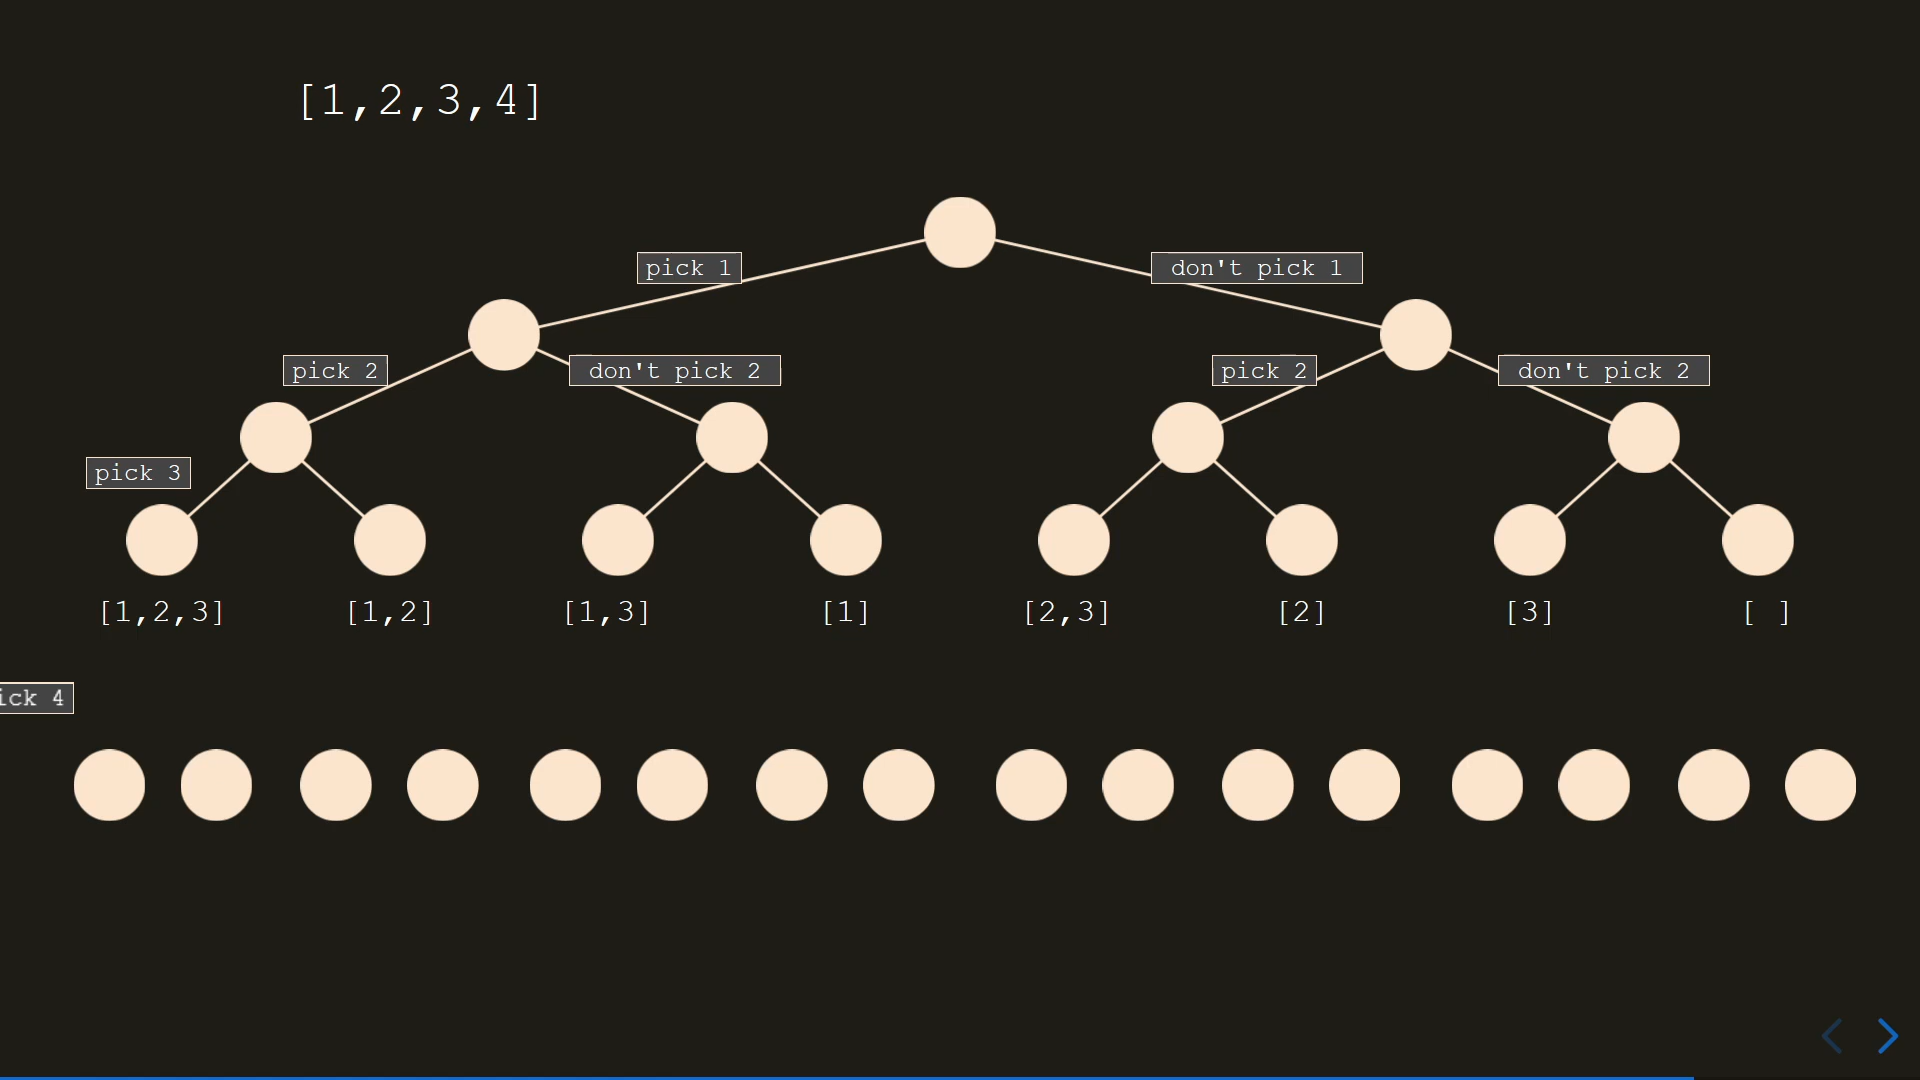 [1,2,3,4]
pick 1
don't pick 1
pick 2
don't pick 2
pick 2
don't pick 2
pick 3
[1,2,3]
[1,2]
[1,3]
[1]
[2,3]
[2]
[3]
[ ]
ick 4